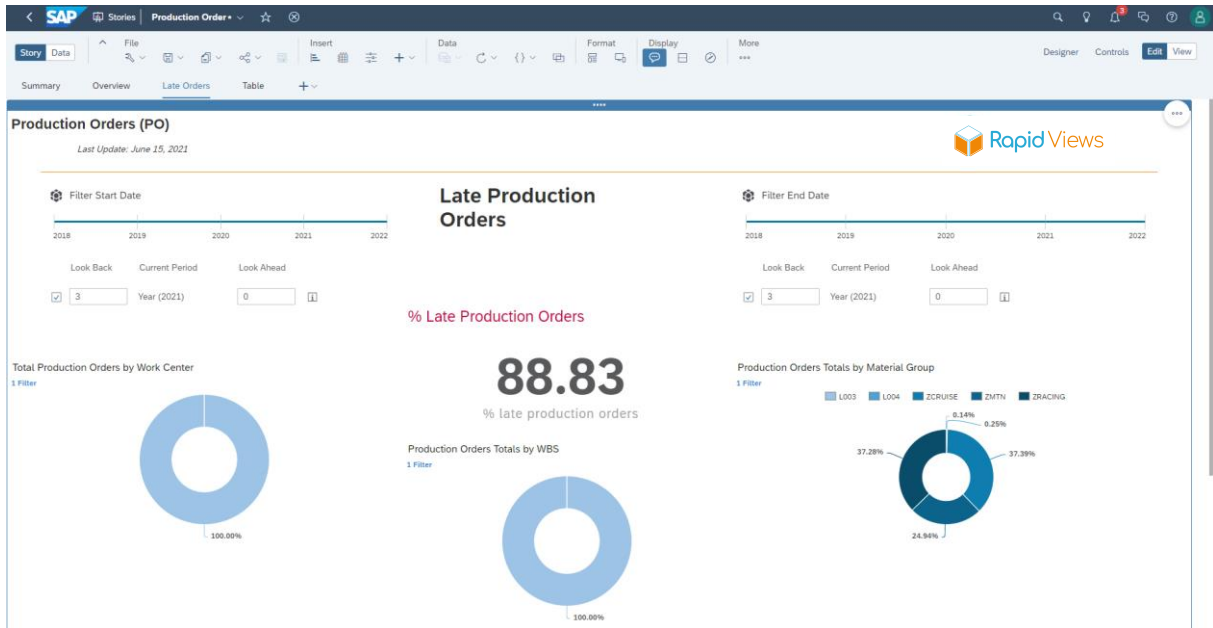 SAP Stories Production Order•
3
Story Data
File
Insert
Data
Format
Display
More
Designer Controls Edit View
Summary Overview Late Orders Table
Production Orders (PO)
Last Update: June 15, 2021
Rapid Views
Filter Start Date
2018 2019 2020 2021 2022
Look Back Current Period Look Ahead
3 Year (2021) 0
Late Production
Orders
Filter End Date
2018 2019 2020 2021 2022
Look Back Current Period Look Ahead
3 Year (2021) 0
% Late Production Orders
88.83
% late production orders
Total Production Orders by Work Center
1 Filter
100.00%
Production Orders Totals by WBS
1 Filter
100.00%
Production Orders Totals by Material Group
1 Filter
L003 L004 ZCRUISE ZMTN ZRACING
0.14%
0.25%
37.28%
37.39%
24.94%